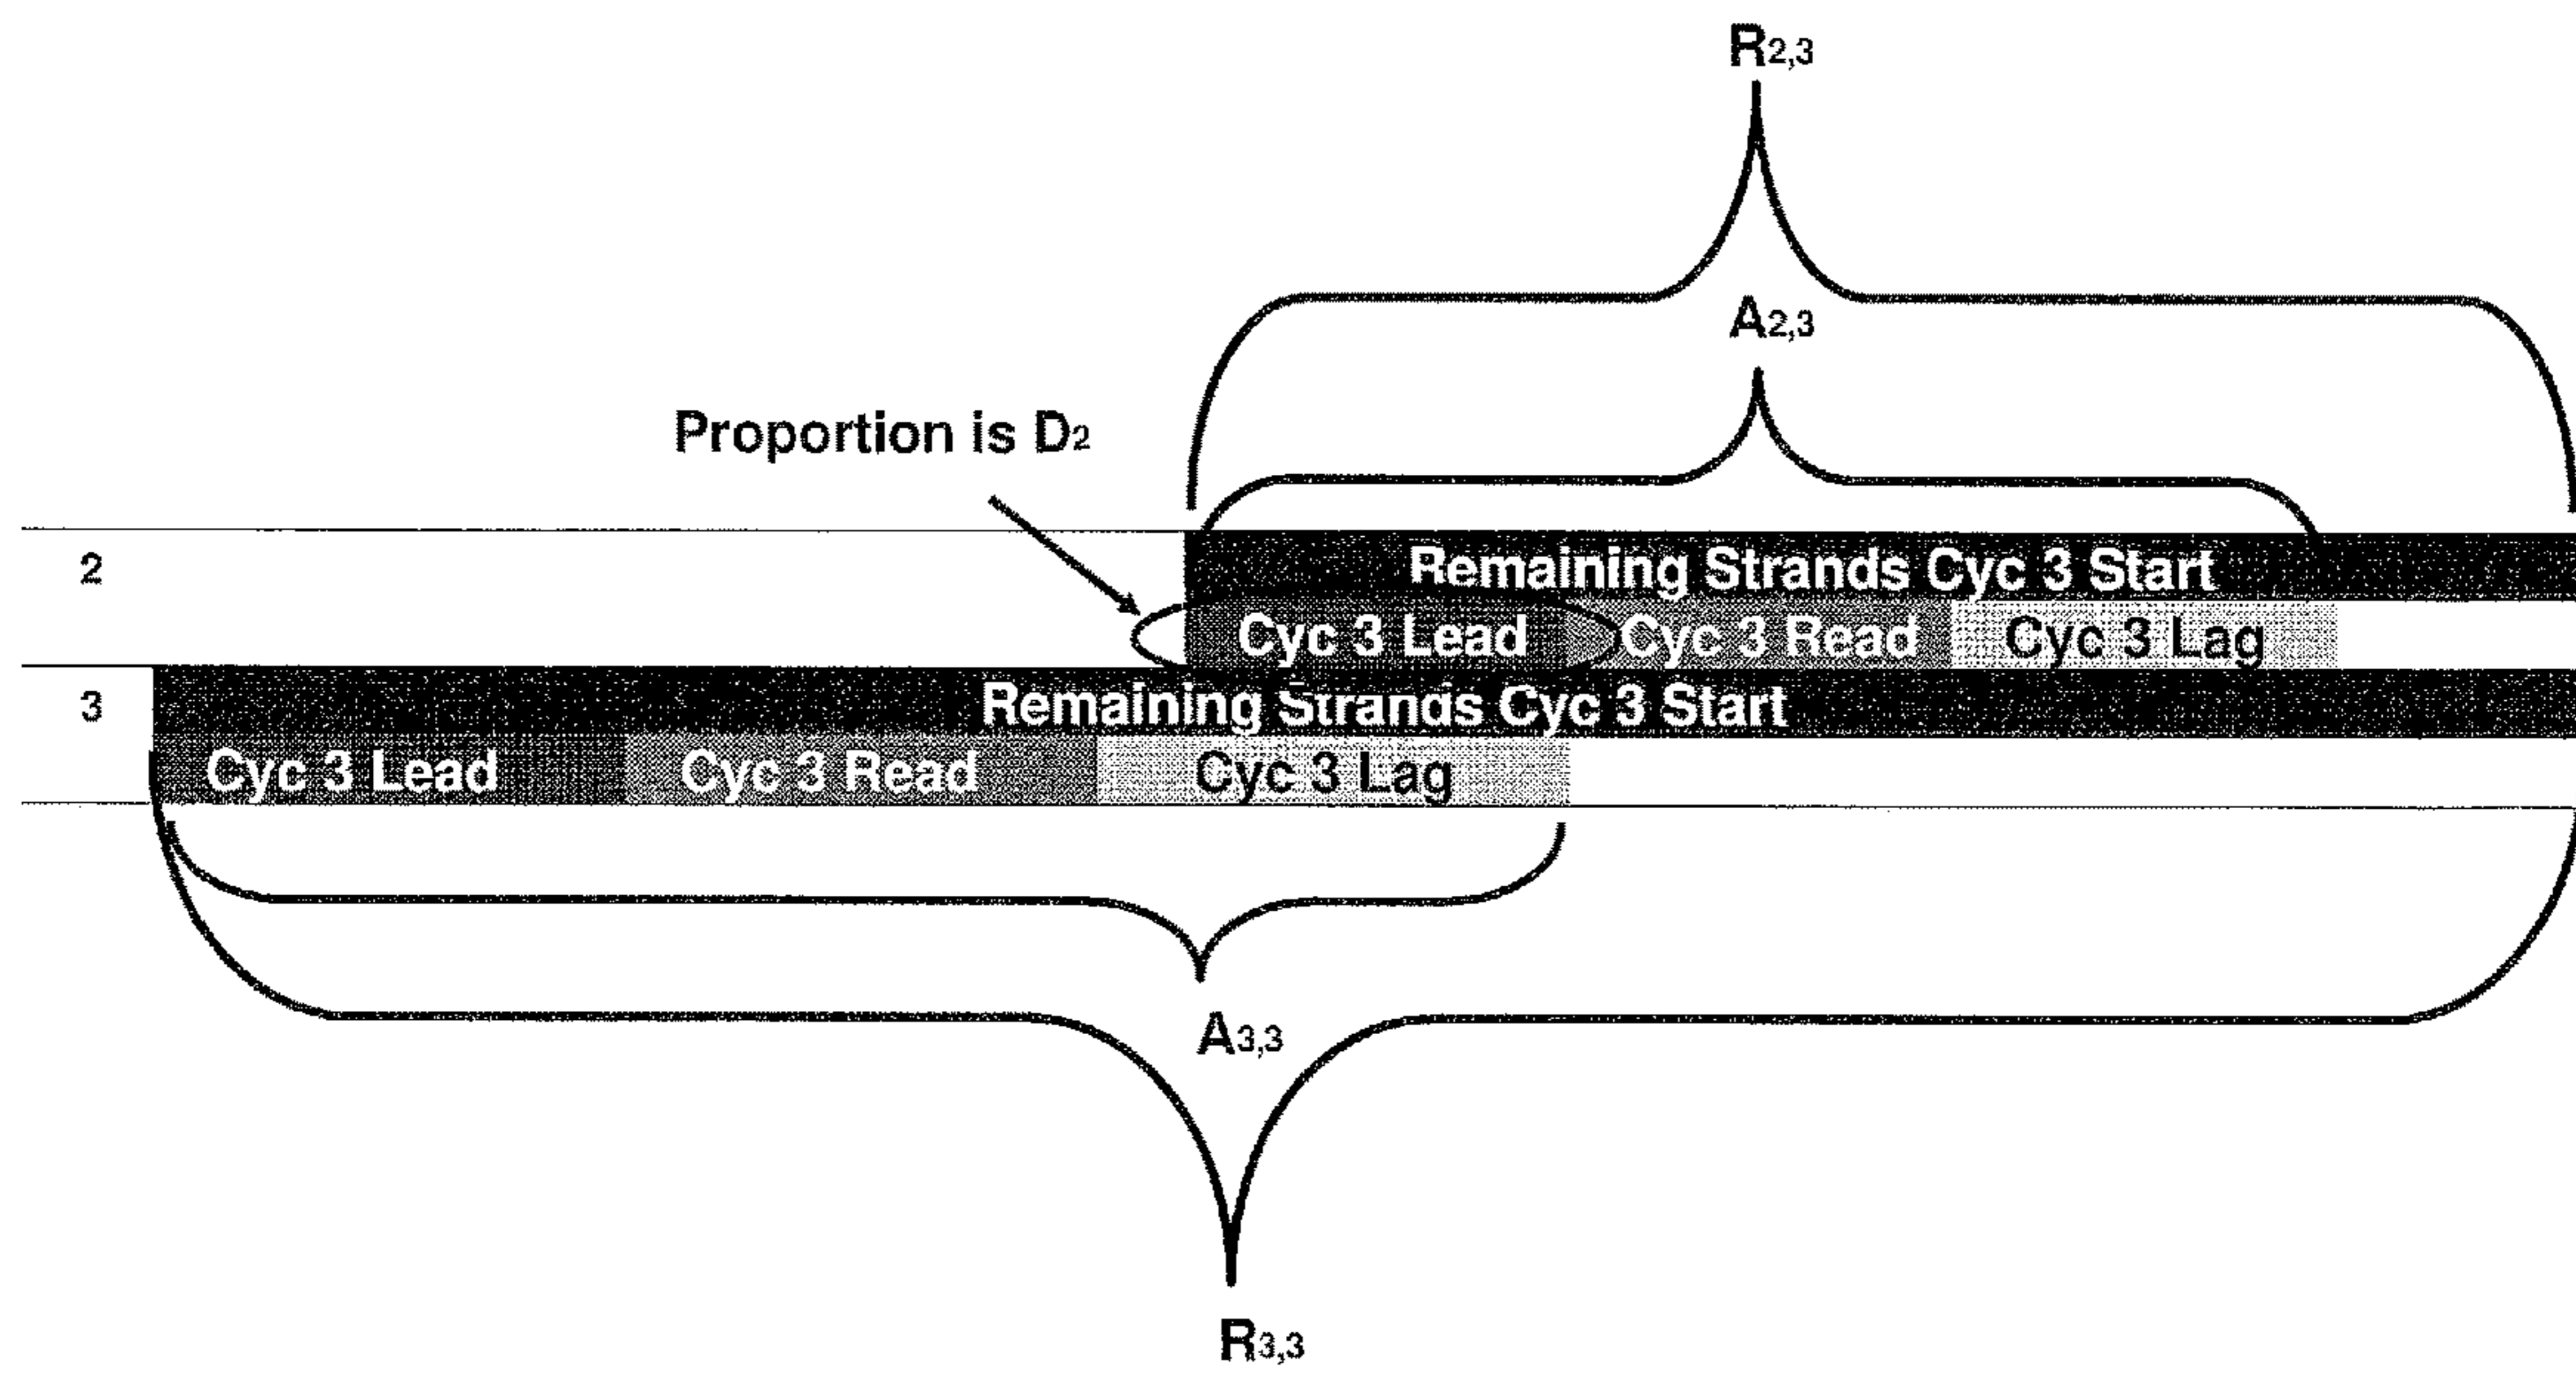 R2,3
A2,3
Proportion is D2
2 Remaining Strands Cyc 3 Start
Cyc 3 Lead Cyc 3 Read Cyc 3 Lag
3 Remaining Strands Cyc 3 Start
Cyc 3 Lead Cyc 3 Read Cyc 3 Lag
A3,3
R3,3